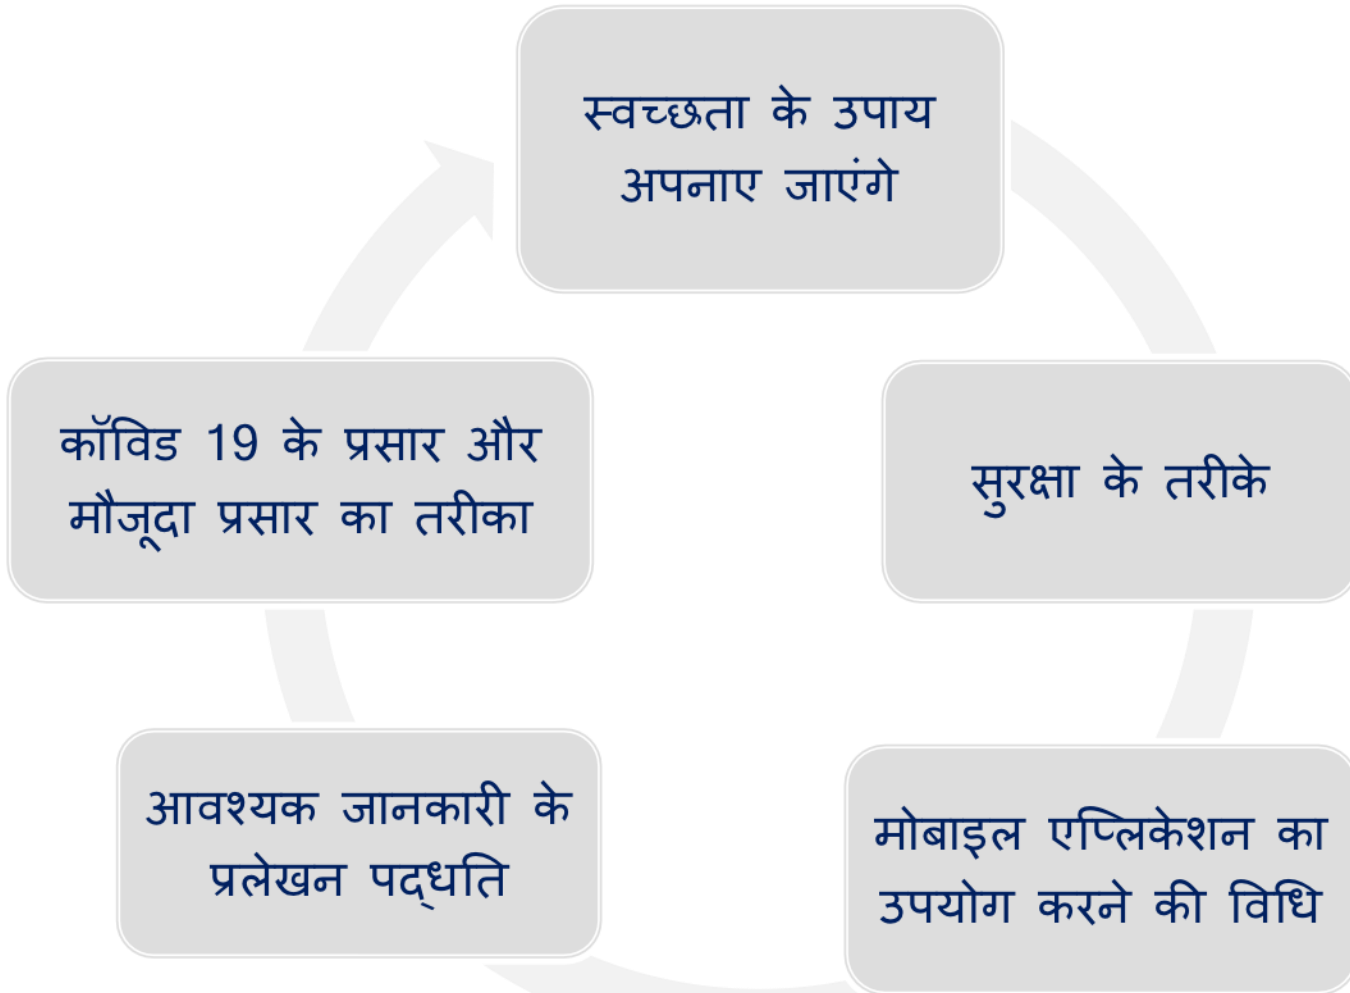 स्वच्छता के उपाय
अपनाए जाएंगे
सुरक्षा के तरीके
मोबाइल एप्लिकेशन का
उपयोग करने की विधि
आवश्यक जानकारी के
प्रलेखन पद्धति
कॉविड 19 के प्रसार और
मौजूदा प्रसार का तरीका